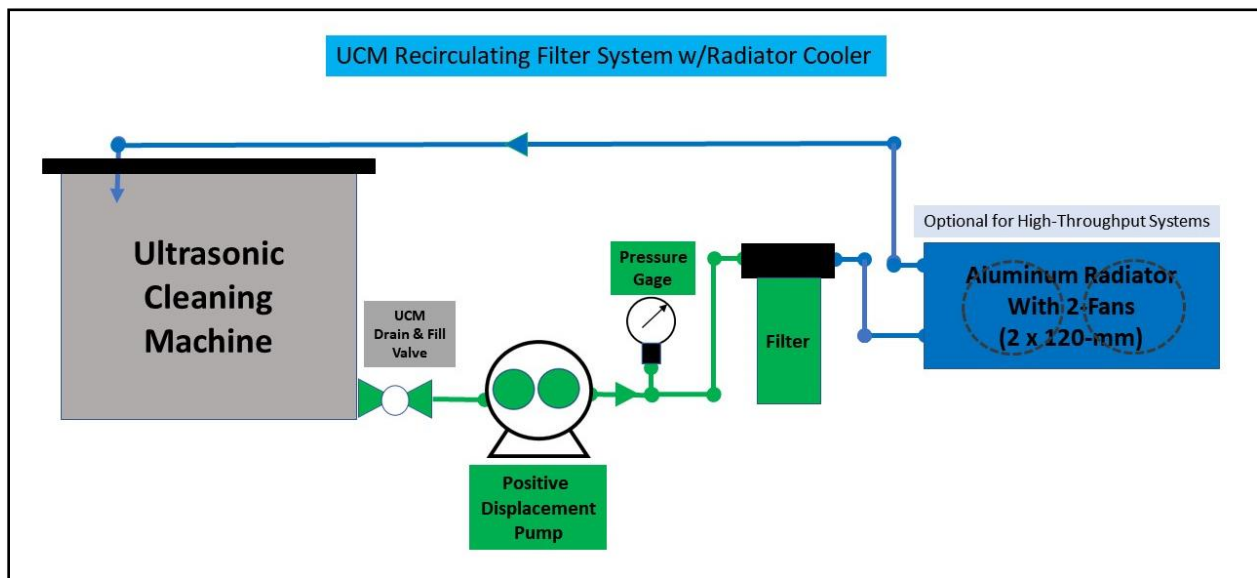 UCM Recirculating Filter System w/Radiator Cooler
Ultrasonic
Cleaning
Machine
UCM
Drain & Fill
Valve
Positive
Displacement
Pump
Pressure
Gage
Filter
Optional for High-Throughput Systems
Aluminum Radiator
With 2-Fans
(2 x 120-mm)